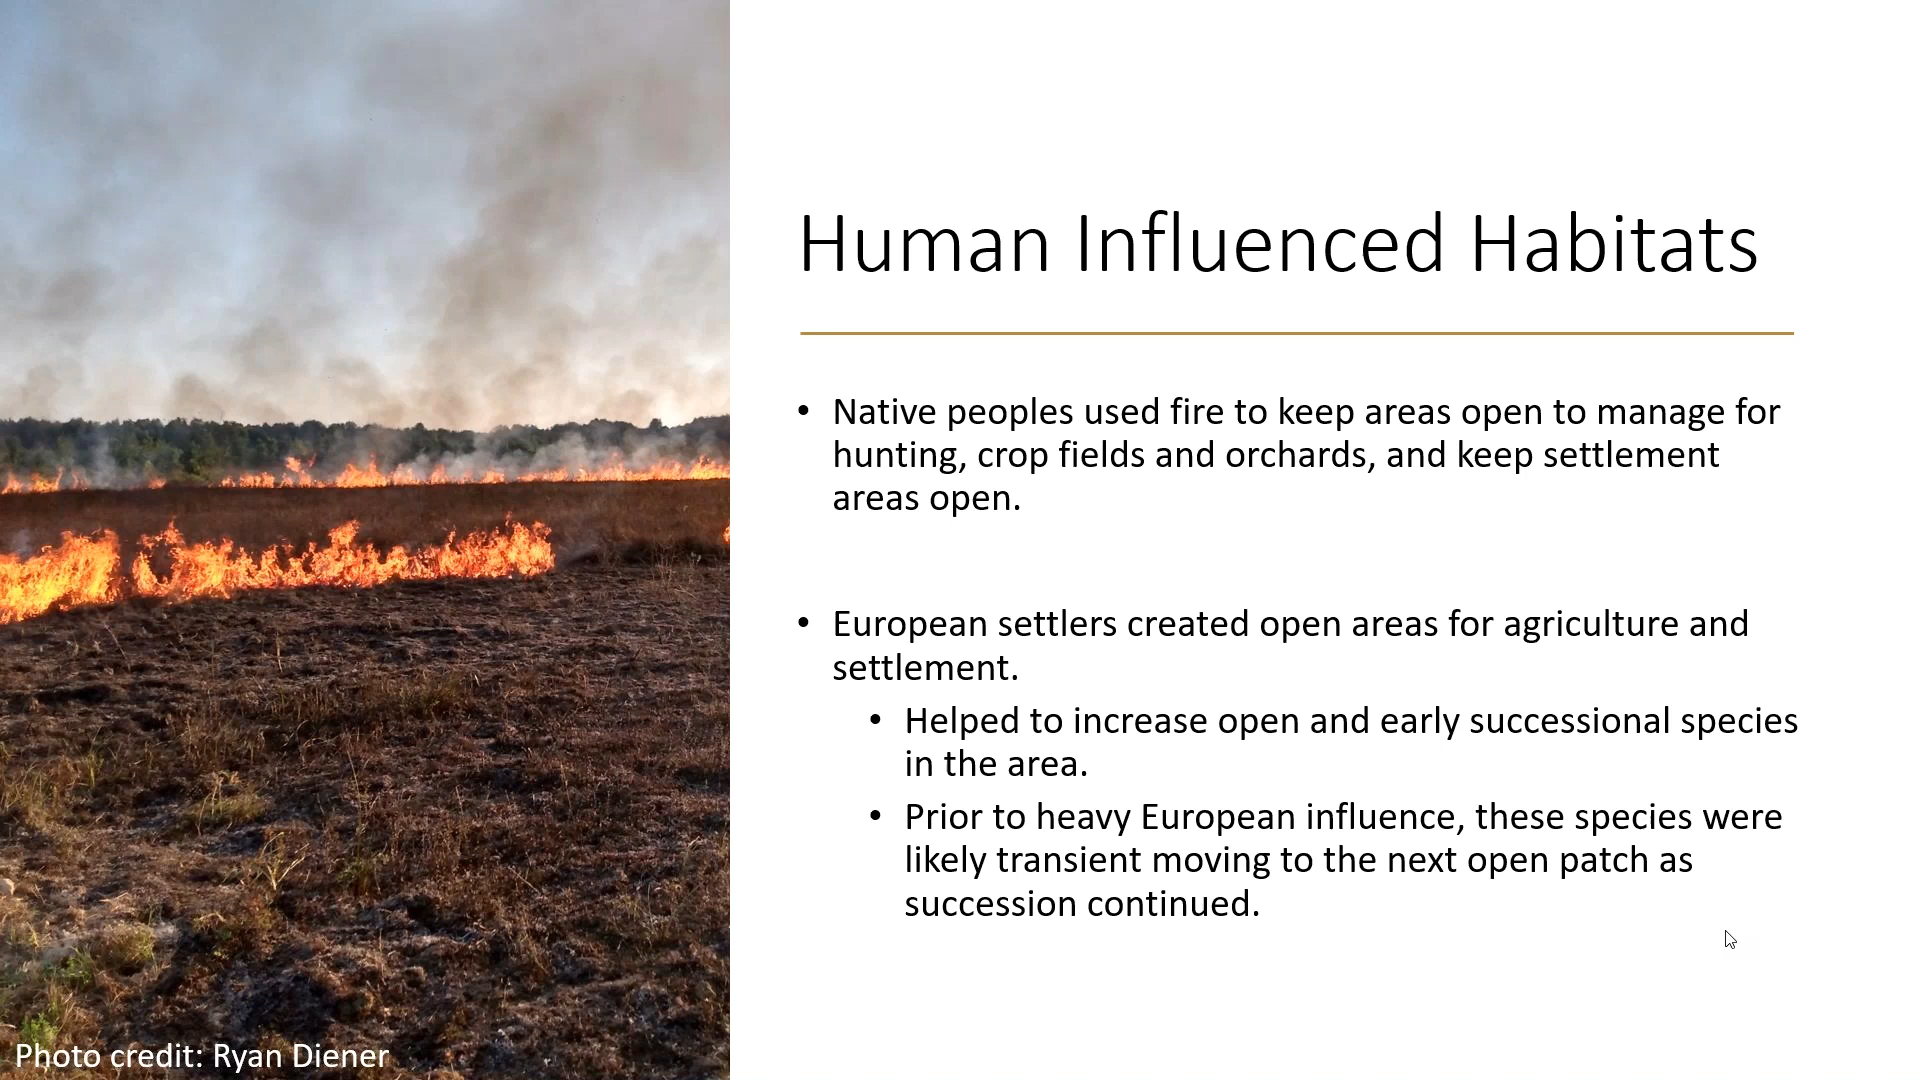 Human Influenced Habitats
• Native peoples used fire to keep areas open to manage for
hunting, crop fields and orchards, and keep settlement
areas open.
• European settlers created open areas for agriculture and
settlement.
• Helped to increase open and early successional species
in the area.
• Prior to heavy European influence, these species were
likely transient moving to the next open patch as
succession continued.
Photo credit: Ryan Diener